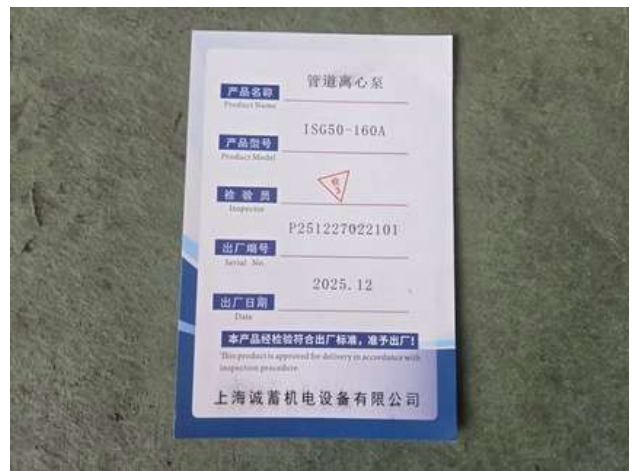 管道离心泵
产品名称
Product Name
ISG50-160A
产品型号
Product Model
检验员
Inspector
P251227022101
出厂编号
Serial No.
2025.12
出厂日期
Date
本产品经检验符合出厂标准，准予出厂！
This product is approved for delivery in accordance with
inspection procedure
上海诚蓄机电设备有限公司